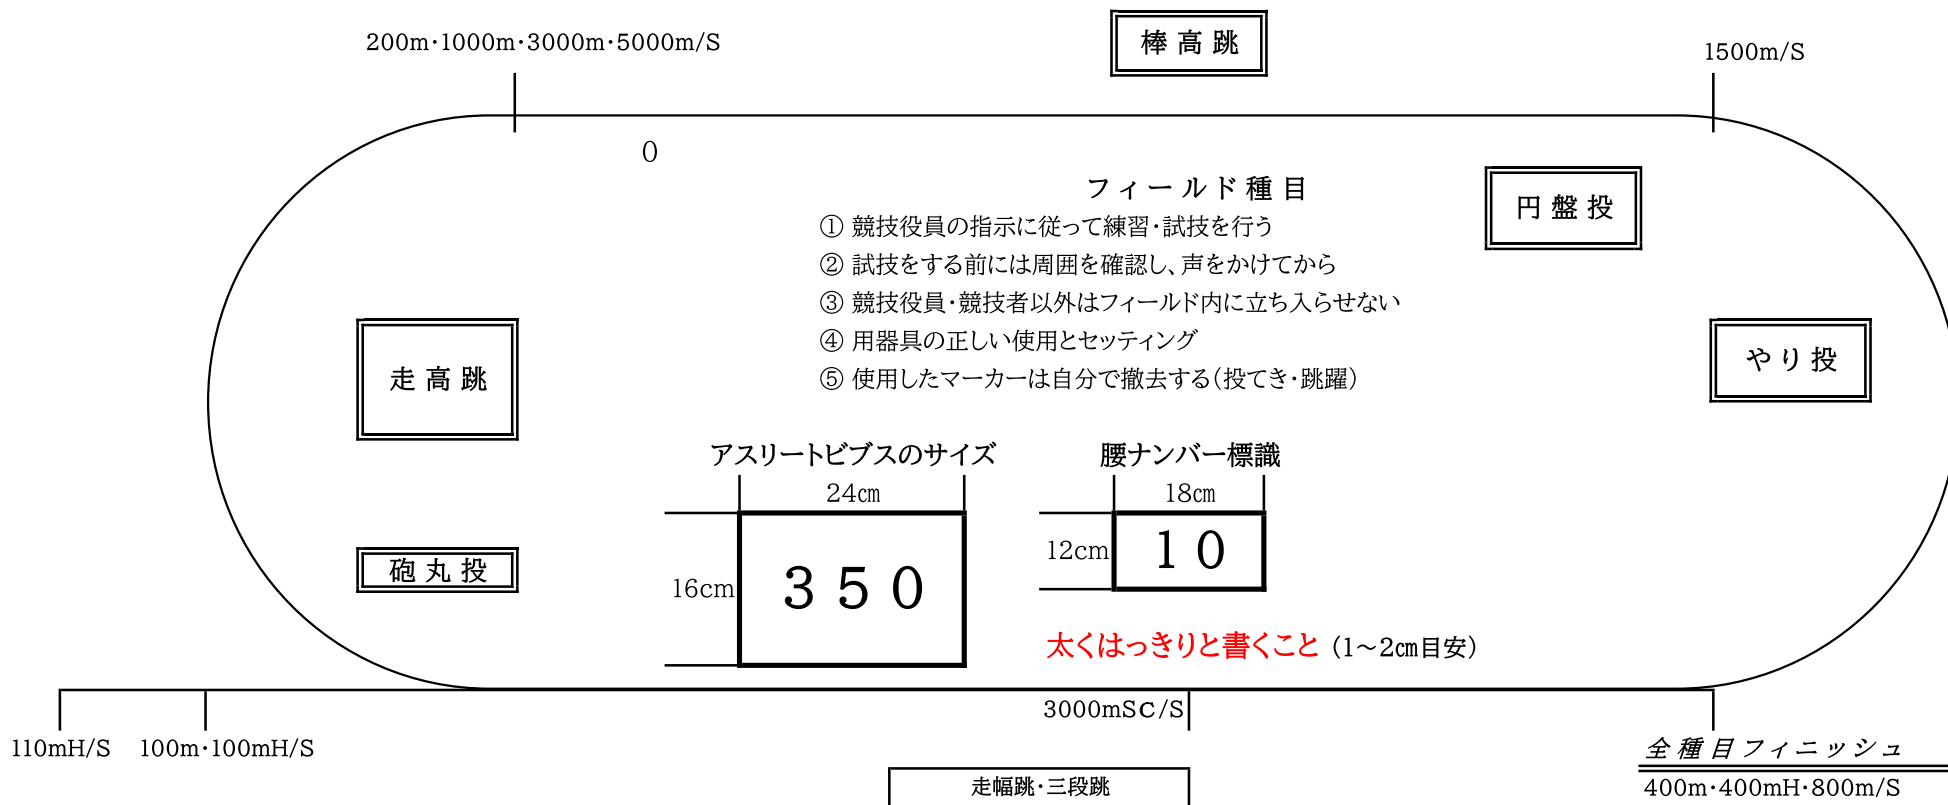 200m・1000m・3000m・5000m/S
棒高跳
1500m/S
0
フィールド種目
① 競技役員の指示に従って練習・試技を行う
② 試技をする前には周囲を確認し、声をかけてから
③ 競技役員・競技者以外はフィールド内に立ち入らせない
④ 用器具の正しい使用とセッティング
⑤ 使用したマーカーは自分で撤去する（投てき・跳躍）
円盤投
走高跳
やり投
アスリートビブスのサイズ
腰ナンバー標識
24㎝
18㎝
12cm
10
砲丸投
16cm
350
太くはっきりと書くこと（1～2㎝目安）
3000mSC/S
110mH/S
100m・100mH/S
全種目フィニッシュ
走幅跳・三段跳
400m・400mH・800m/S